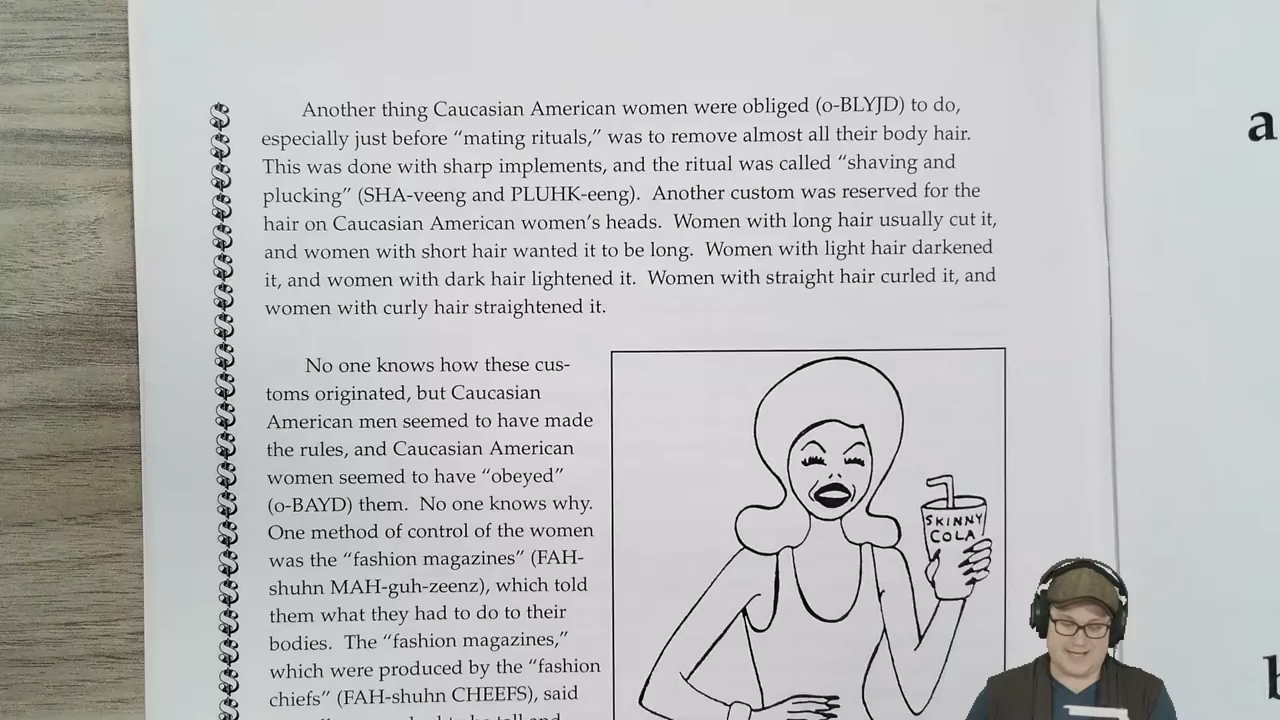 Another thing Caucasian American women were obliged (o-BLYJD) to do,
especially just before “mating rituals,” was to remove almost all their body hair.
This was done with sharp implements, and the ritual was called “shaving and
plucking” (SHA-veeng and PLUHK-eeng).  Another custom was reserved for the
hair on Caucasian American women’s heads.  Women with long hair usually cut it,
and women with short hair wanted it to be long.  Women with light hair darkened
it, and women with dark hair lightened it.  Women with straight hair curled it, and
women with curly hair straightened it.
No one knows how these cus-
toms originated, but Caucasian
American men seemed to have made
the rules, and Caucasian American
women seemed to have “obeyed”
(o-BAYD) them.  No one knows why.
One method of control of the women
was the “fashion magazines” (FAH-
shuhn MAH-guh-zeenz), which told
them what they had to do to their
bodies.  The “fashion magazines,”
which were produced by the “fashion
chiefs” (FAH-shuhn CHEEFS), said
SKINNY
COLA
a